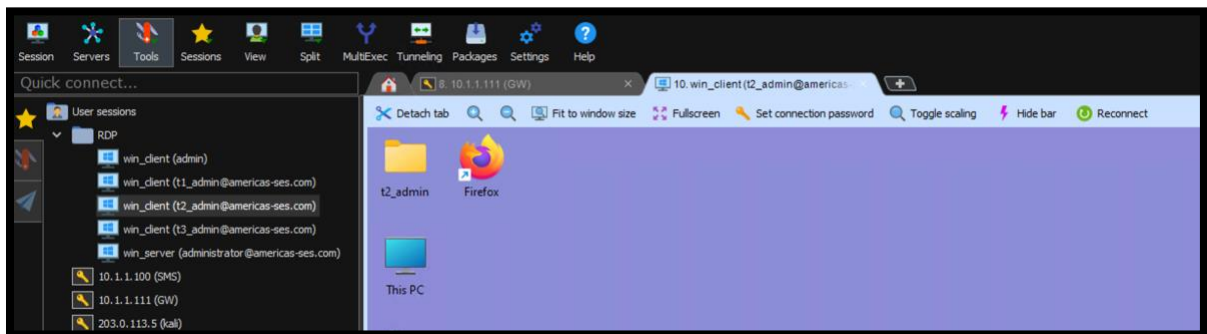 Session Servers Tools Sessions View Split MultiExec Tunneling Packages Settings Help
Quick connect...
8. 10.1.1.111 (GW)
10. win_client (t2_admin@americas-
User sessions
RDP
win_client (admin)
win_client (t1_admin@americas-ses.com)
win_client (t2_admin@americas-ses.com)
win_client (t3_admin@americas-ses.com)
win_server (administrator@americas-ses.com)
10.1.1.100 (SMS)
10.1.1.111 (GW)
203.0.113.5 (kali)
Detach tab Fit to window size Fullscreen Set connection password Toggle scaling Hide bar Reconnect
t2_admin Firefox
This PC